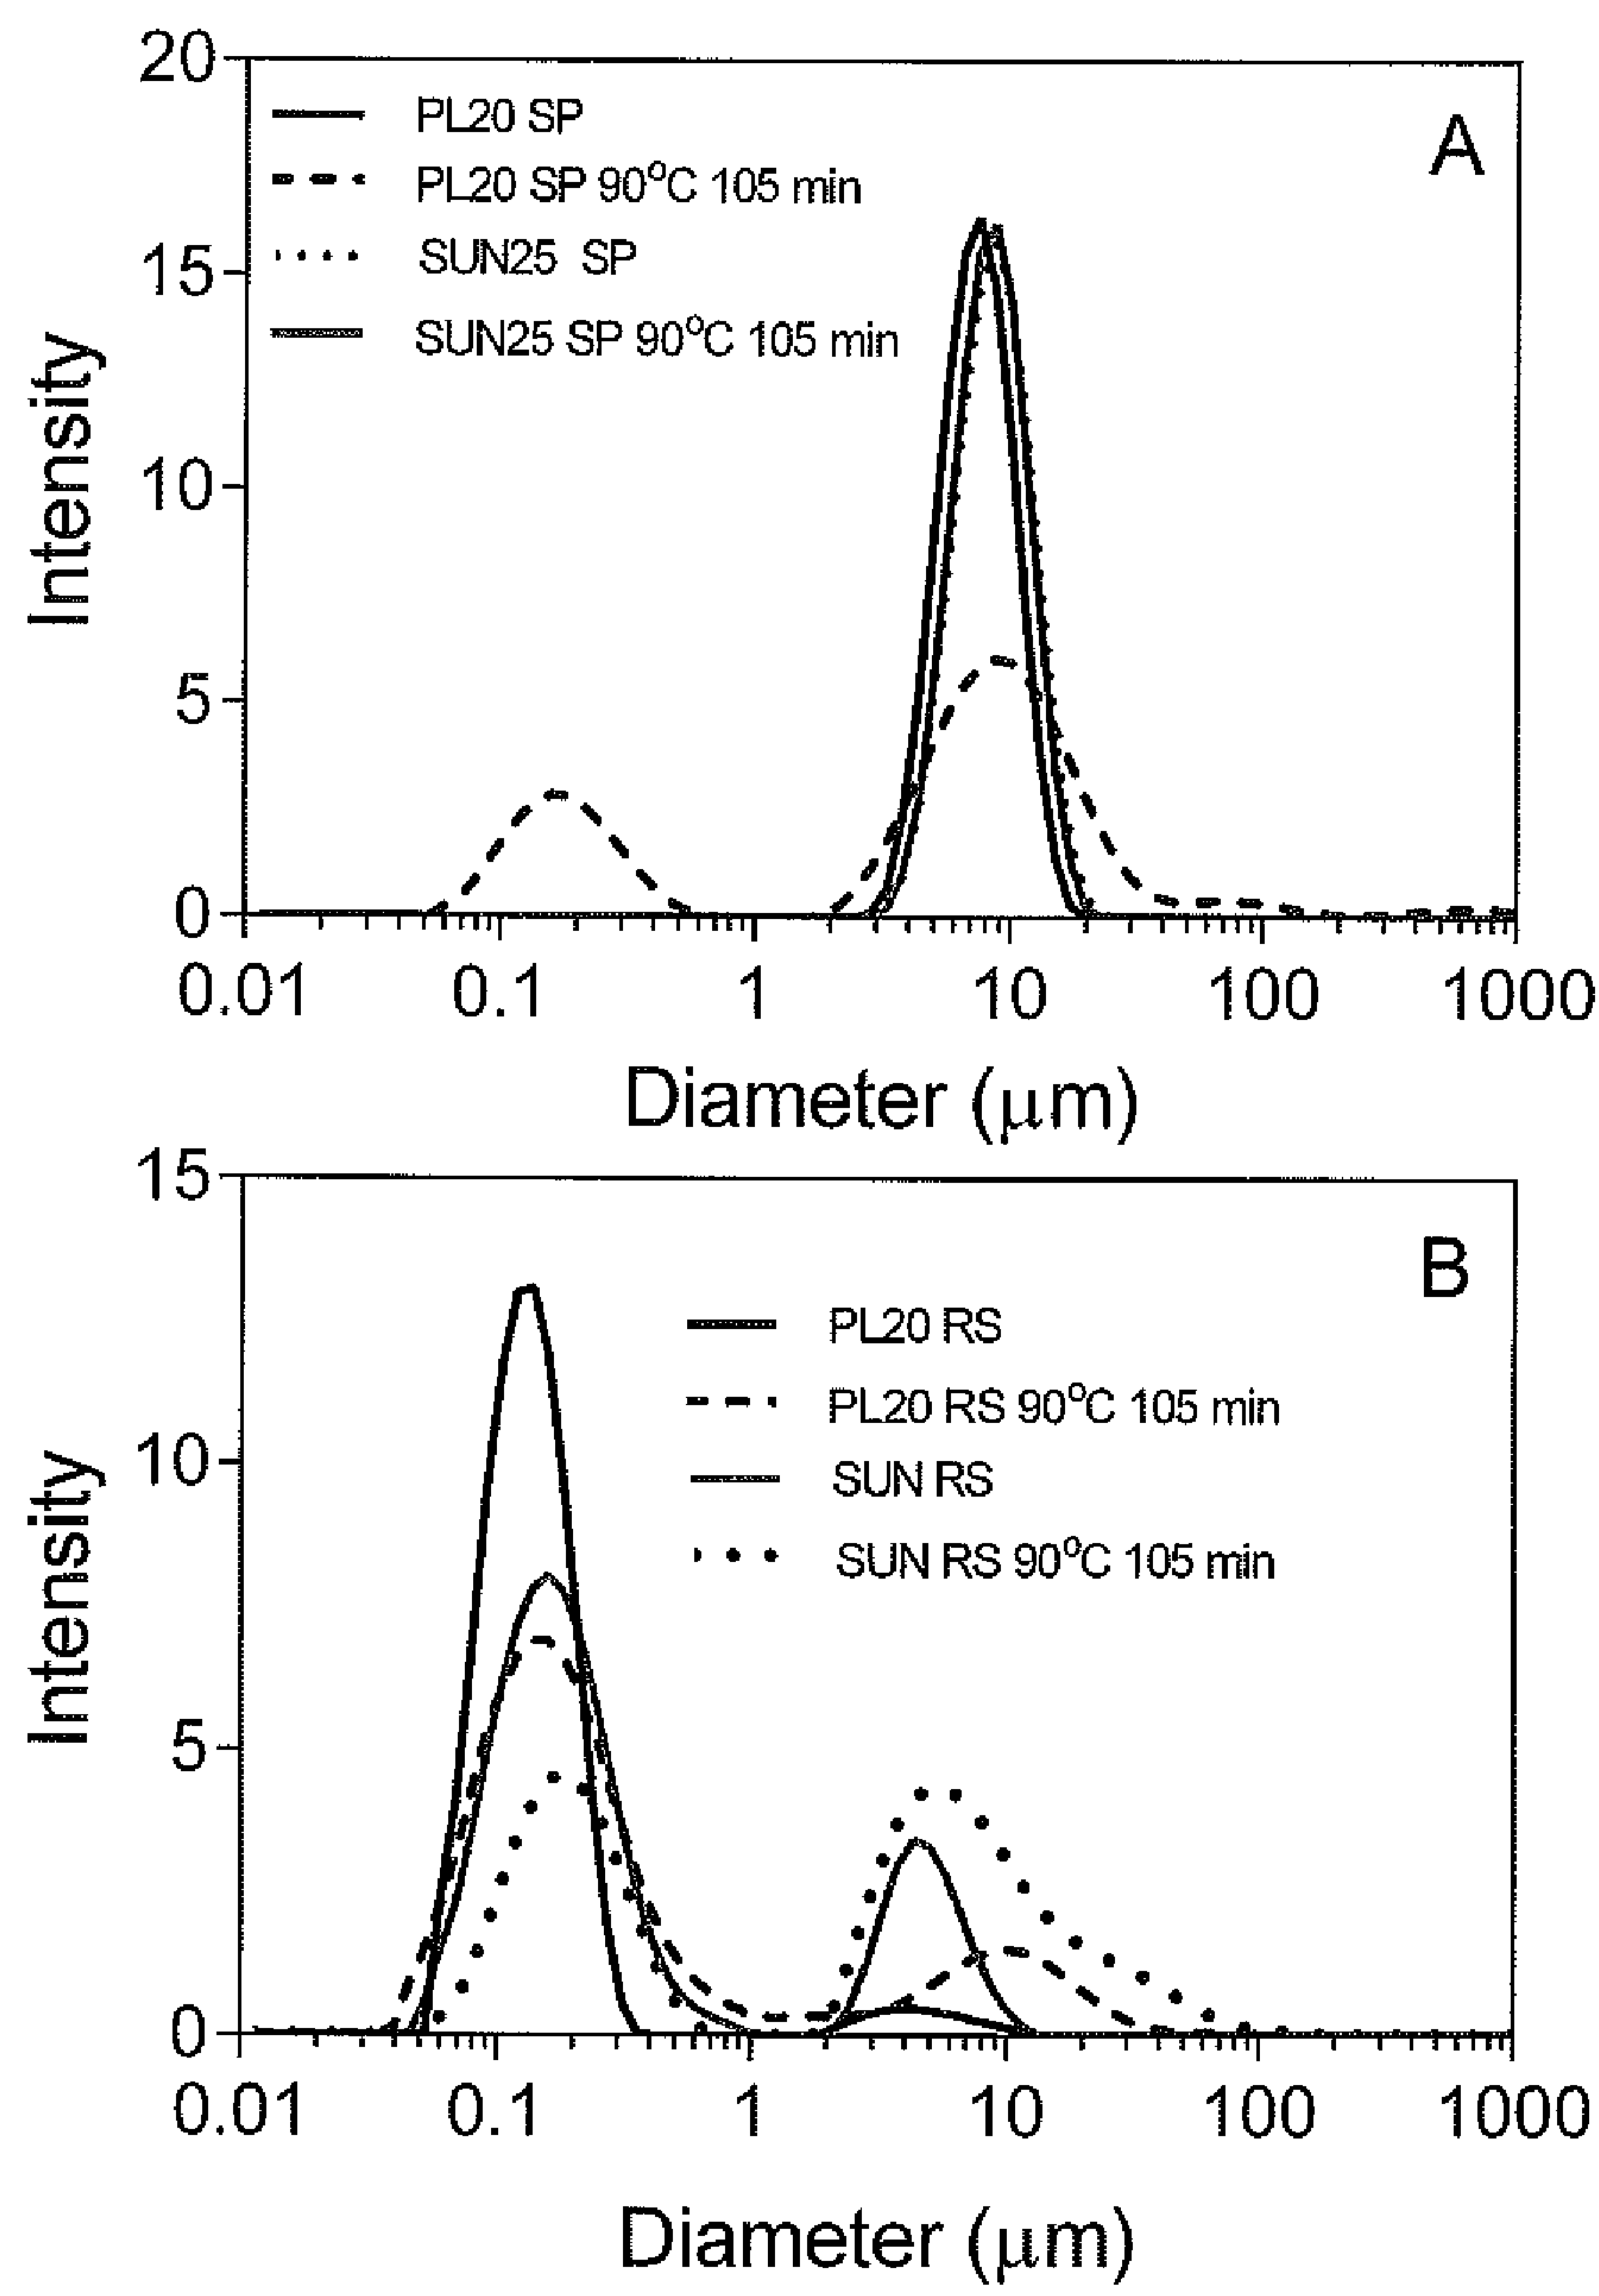 20
PL20 SP
A
PL20 SP 90°C 105 min
15
SUN25 SP
SUN25 SP 90°C 105 min
Intensity
10
5
0
0.01 0.1 1 10 100 1000
Diameter (μm)
15
B
PL20 RS
PL20 RS 90°C 105 min
10
SUN RS
SUN RS 90°C 105 min
Intensity
5
0
0.01 0.1 1 10 100 1000
Diameter (μm)